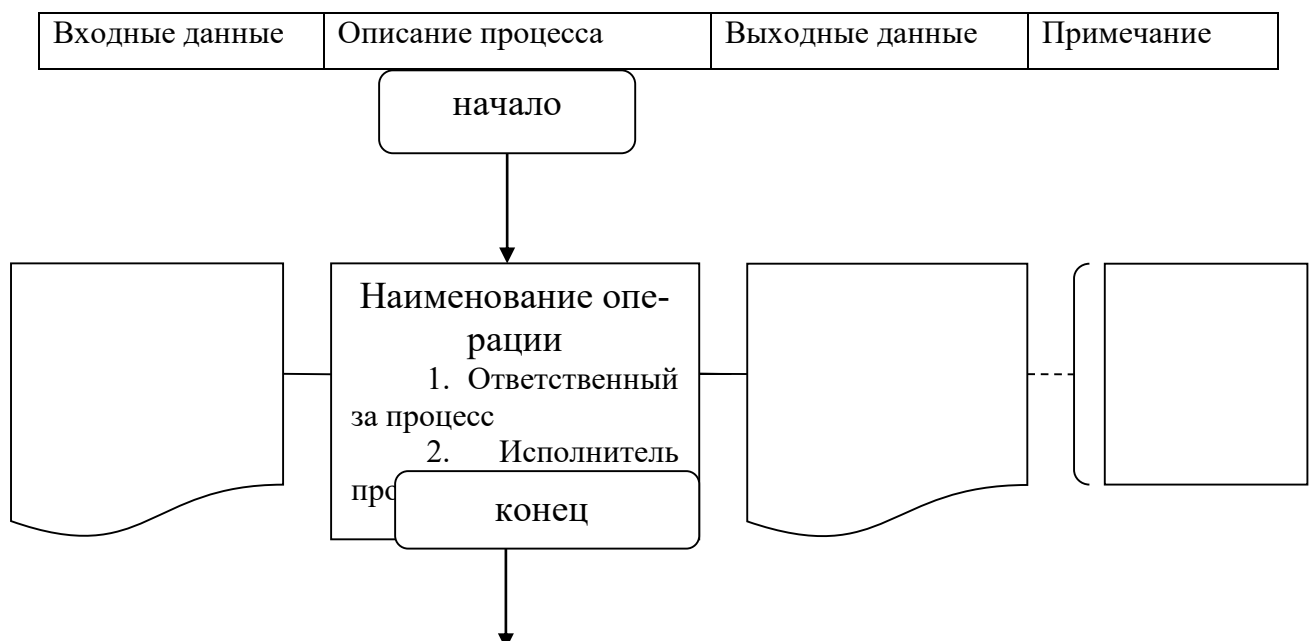 Входные данные Описание процесса Выходные данные Примечание
начало
Наименование опе-
рации
1. Ответственный
за процесс
2. Исполнитель
конец